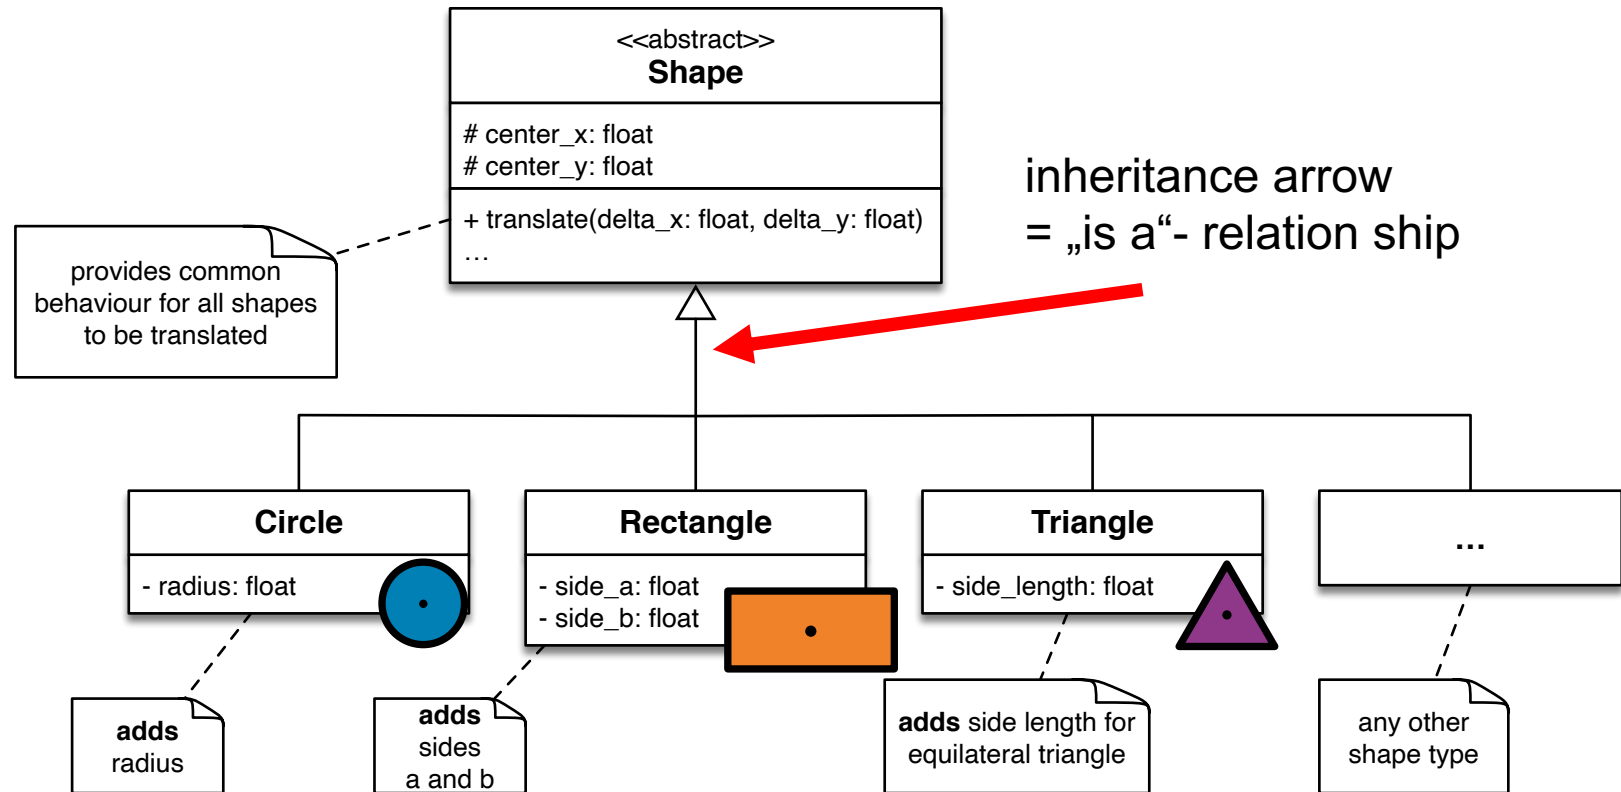 <<abstract>>
Shape
# center_x: float
# center_y: float
+ translate(delta_x: float, delta_y: float)
...
provides common
behaviour for all shapes
to be translated
inheritance arrow
= „is a“- relation ship
Circle
- radius: float
Rectangle
- side_a: float
- side_b: float
Triangle
- side_length: float
...
adds
radius
adds
sides
a and b
adds side length for
equilateral triangle
any other
shape type